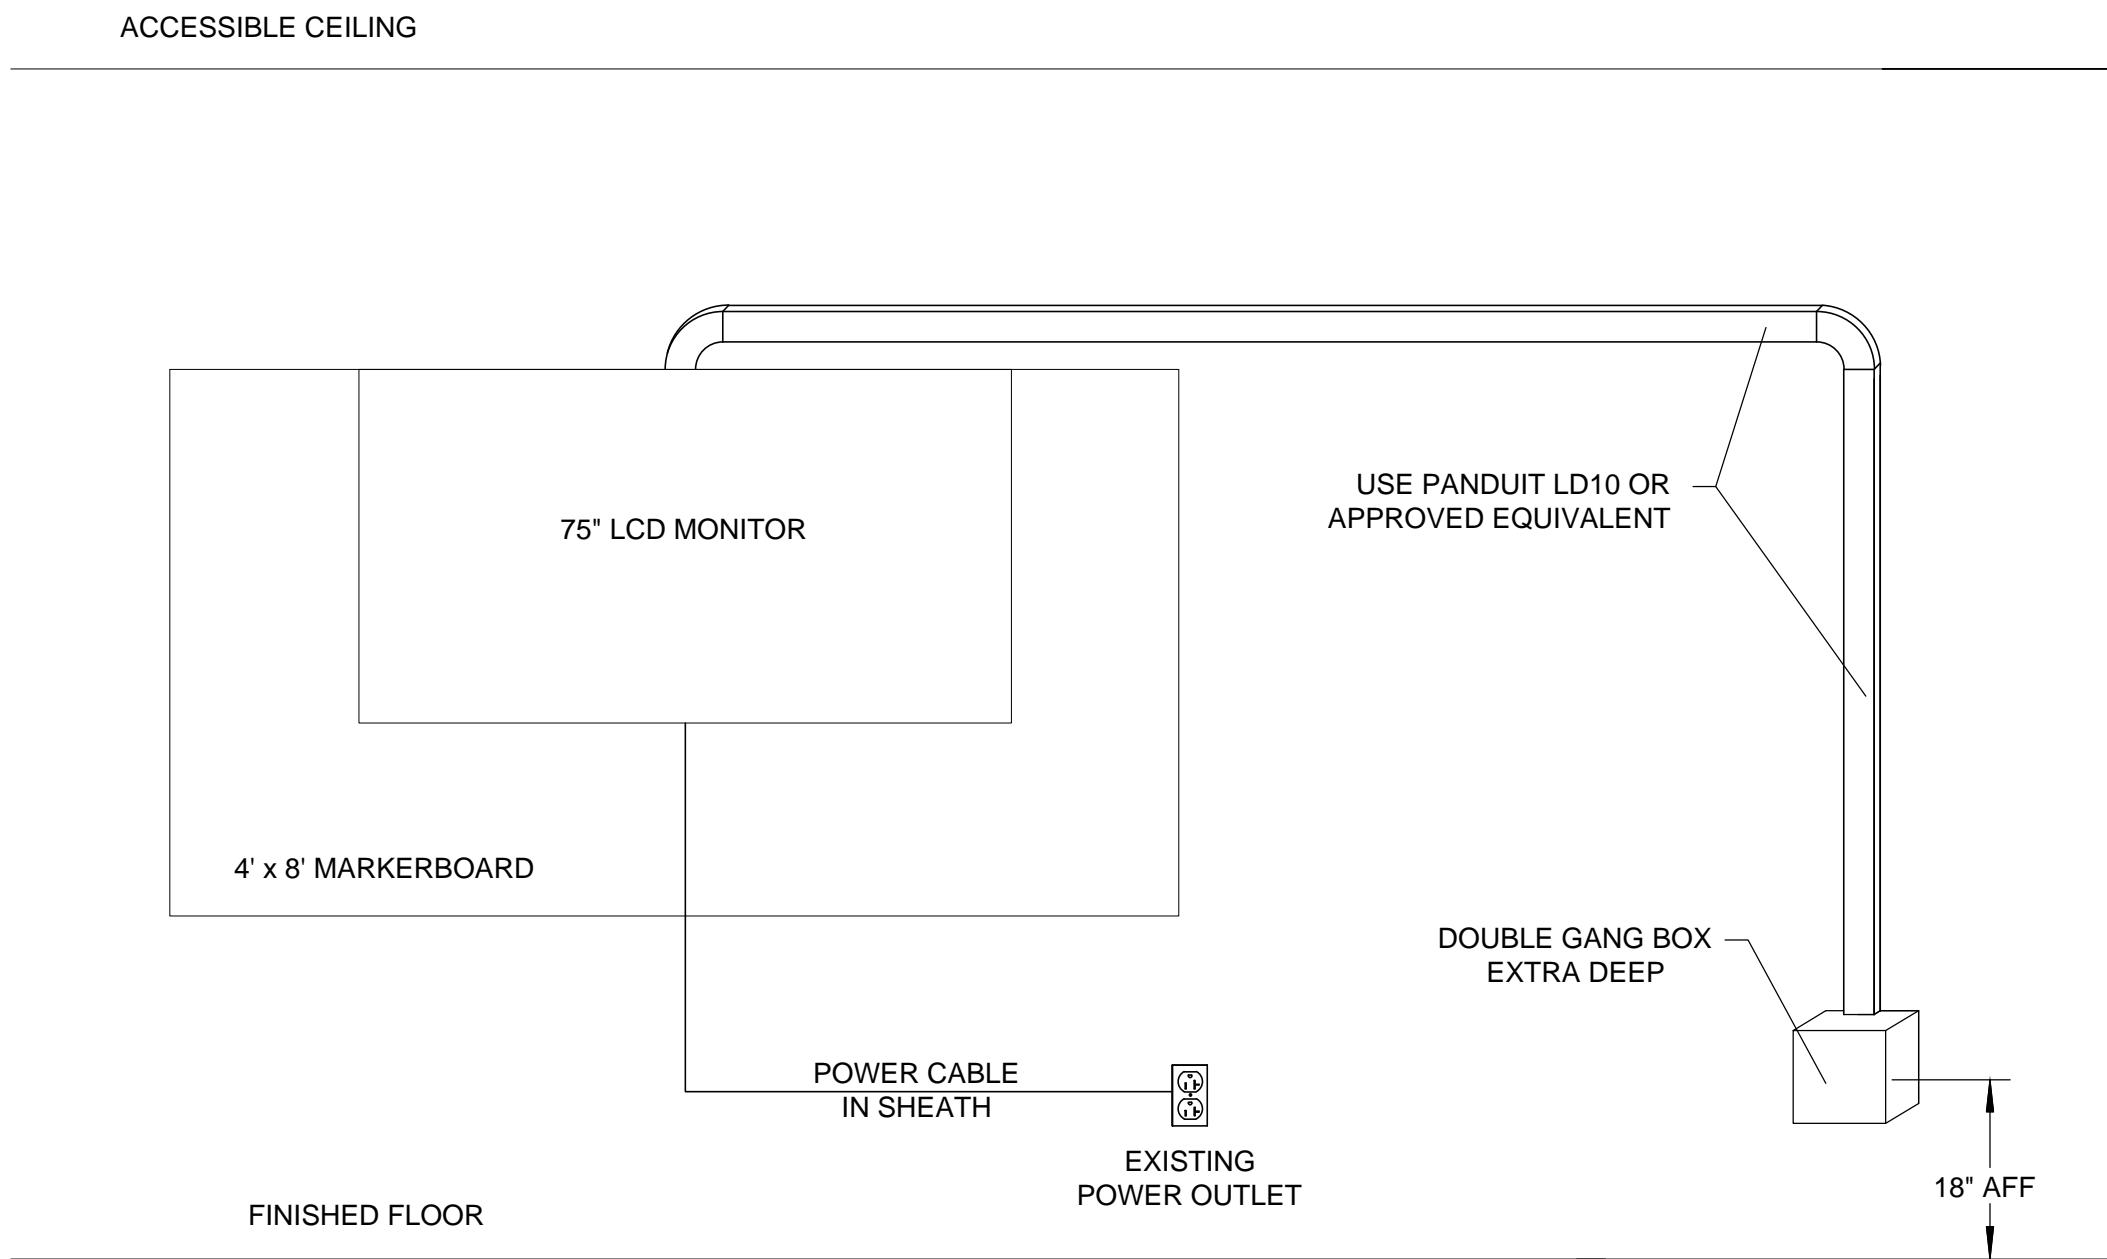 ACCESSIBLE CEILING
USE PANDUIT LD10 OR
APPROVED EQUIVALENT
75" LCD MONITOR
4' x 8' MARKERBOARD
DOUBLE GANG BOX
EXTRA DEEP
POWER CABLE
IN SHEATH
EXISTING
POWER OUTLET
18" AFF
FINISHED FLOOR